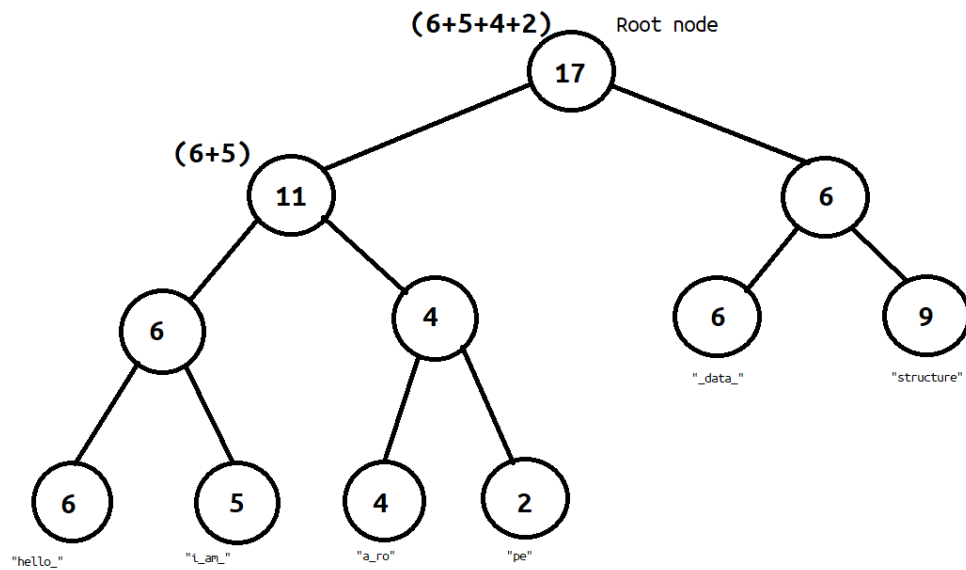 (6+5+4+2) Root node
17
(6+5)
11
6
6
4
6
9
"_data_"
"structure"
6
5
4
2
"hello_"
"i_am_"
"a_ro"
"pe"